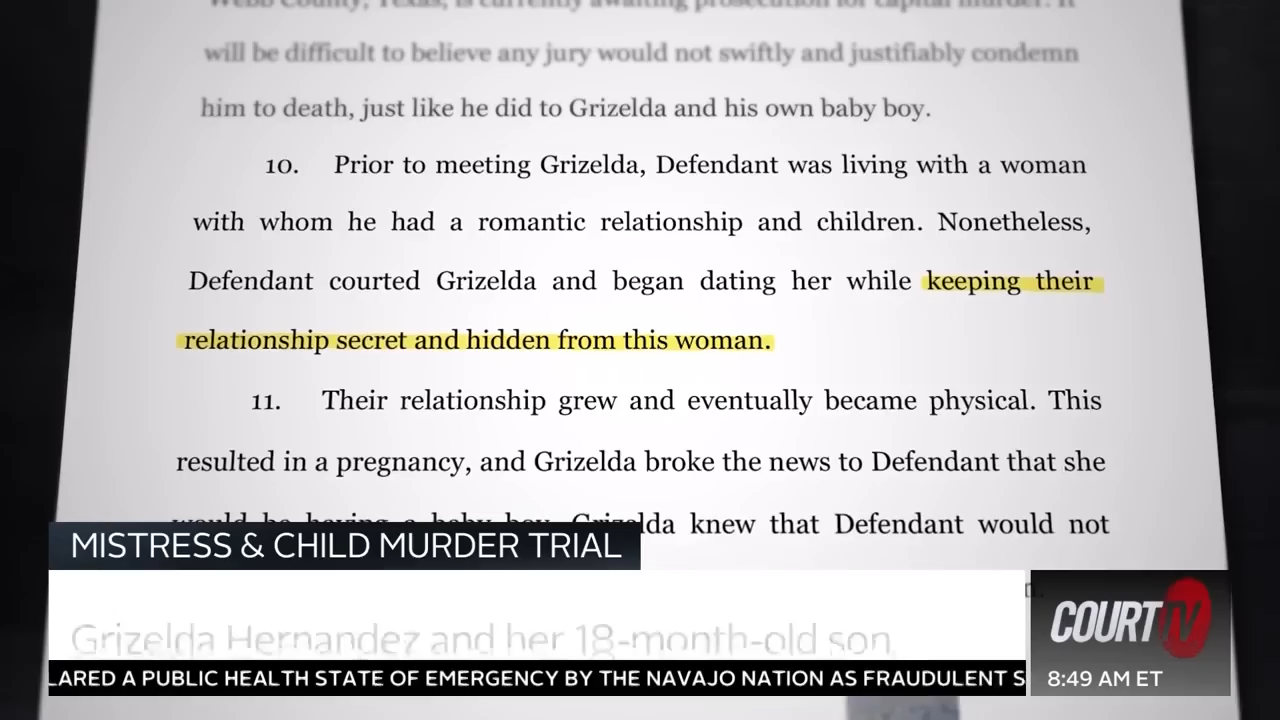 Webb County, Texas, is currently awaiting prosecution for capital murder. It
will be difficult to believe any jury would not swiftly and justifiably condemn
him to death, just like he did to Grizelda and his own baby boy.
10. Prior to meeting Grizelda, Defendant was living with a woman
with whom he had a romantic relationship and children. Nonetheless,
Defendant courted Grizelda and began dating her while keeping their
relationship secret and hidden from this woman.
11. Their relationship grew and eventually became physical. This
resulted in a pregnancy, and Grizelda broke the news to Defendant that she
would be having a baby boy. Grizelda knew that Defendant would not
MISTRESS & CHILD MURDER TRIAL
Grizelda Hernandez and her 18-month-old son
COURT TV
LARED A PUBLIC HEALTH STATE OF EMERGENCY BY THE NAVAJO NATION AS FRAUDULENT S
8:49 AM ET